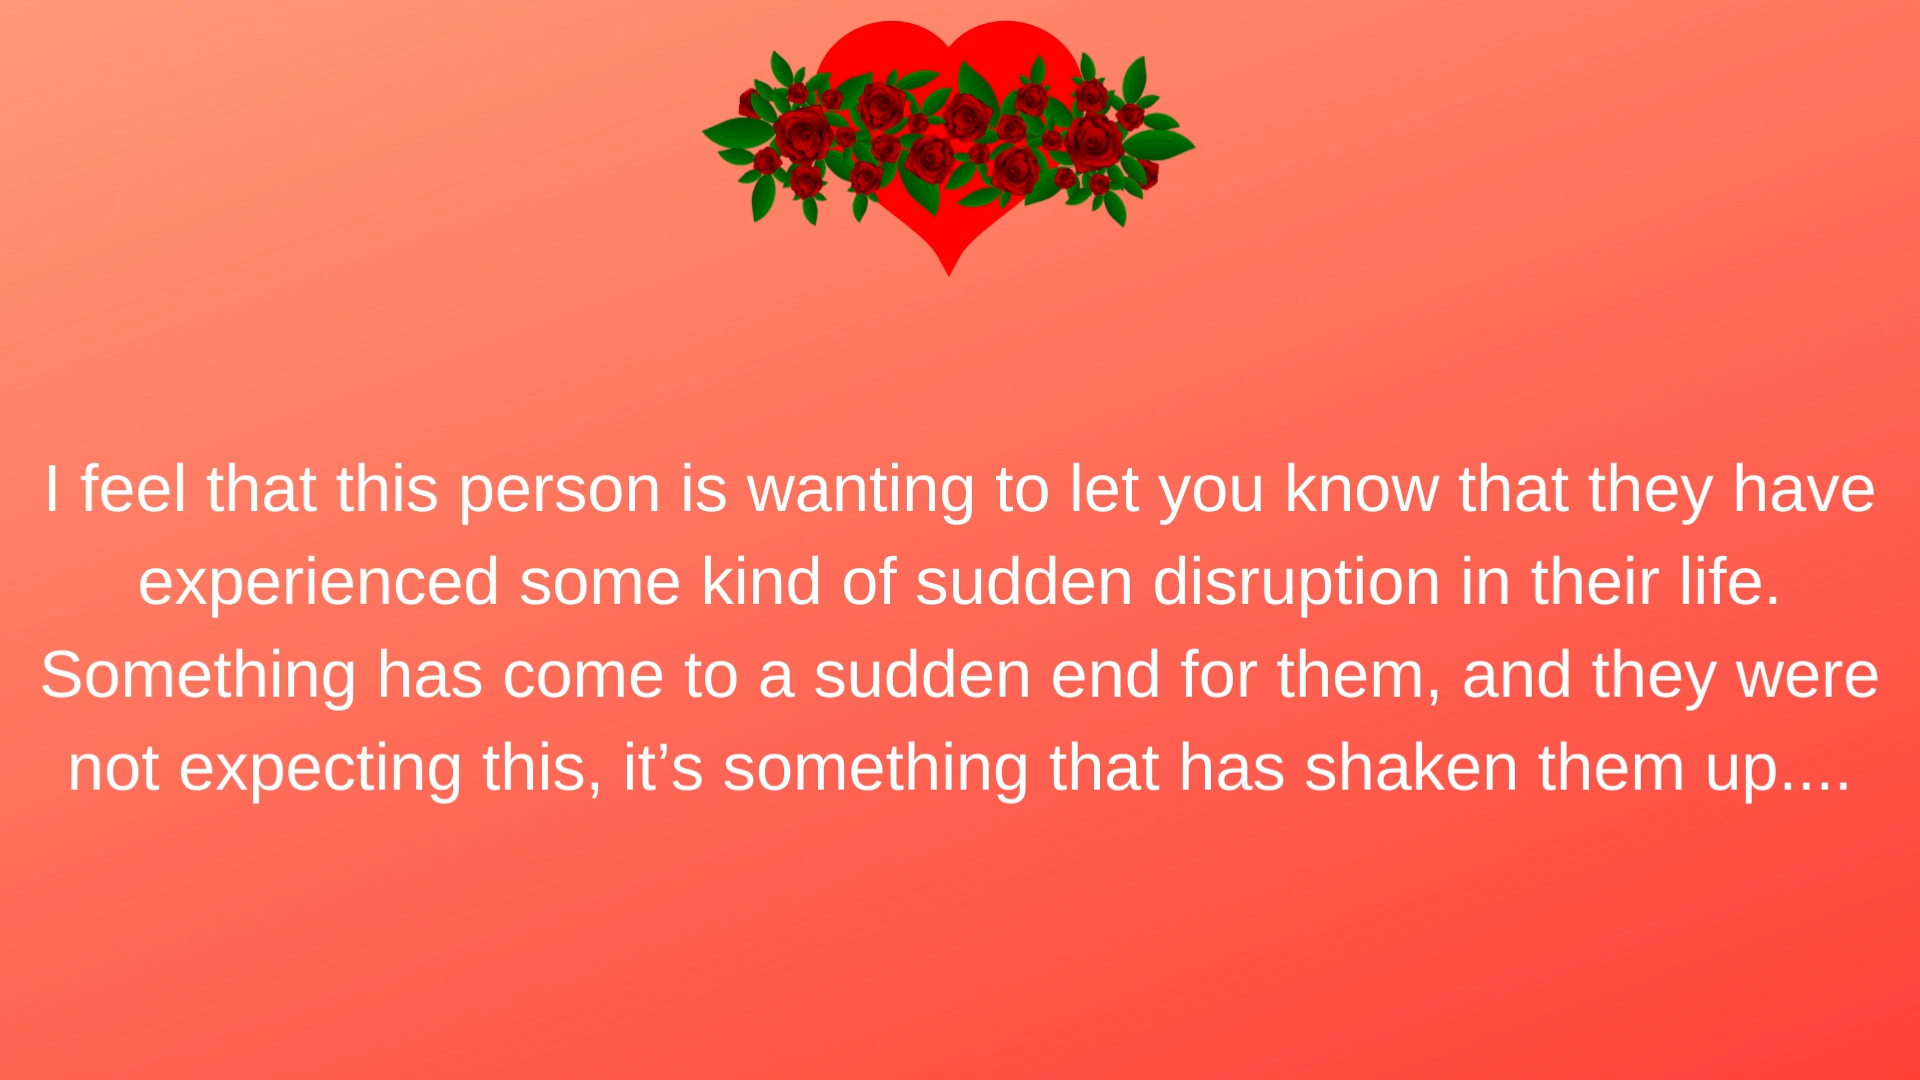 I feel that this person is wanting to let you know that they have
experienced some kind of sudden disruption in their life.
Something has come to a sudden end for them, and they were
not expecting this, it’s something that has shaken them up....